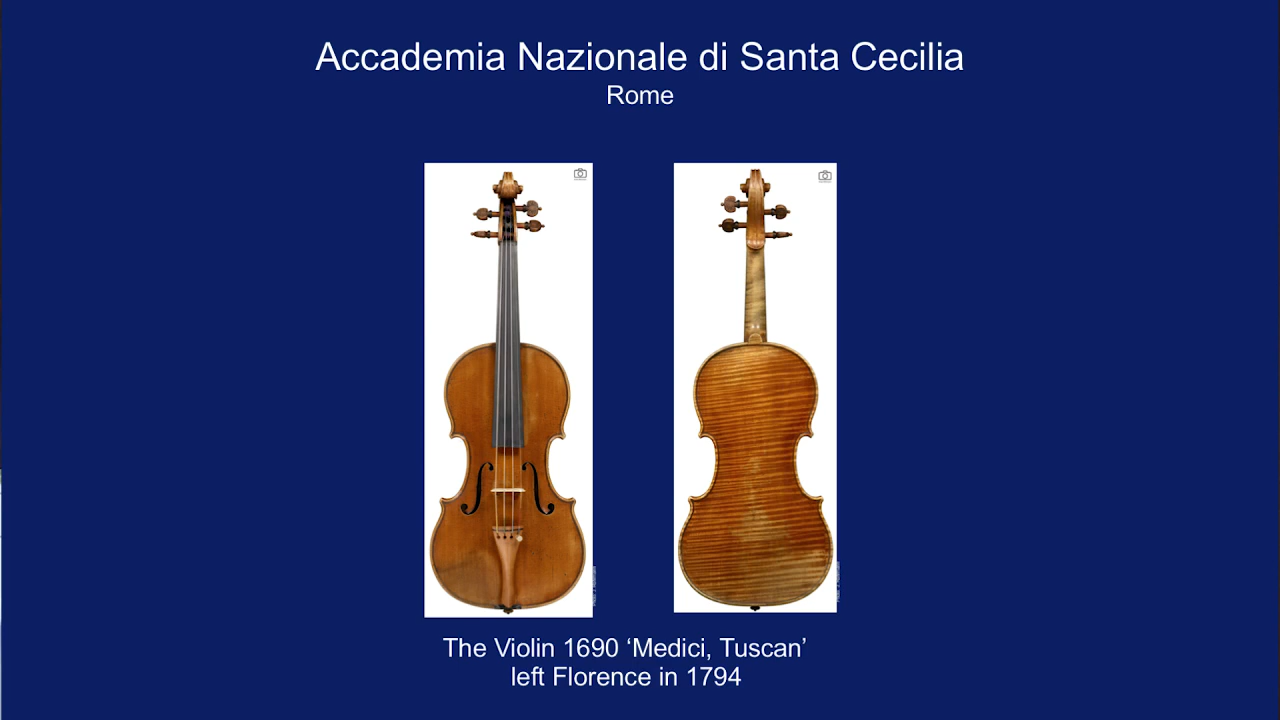 Accademia Nazionale di Santa Cecilia
Rome
The Violin 1690 ‘Medici, Tuscan’
left Florence in 1794